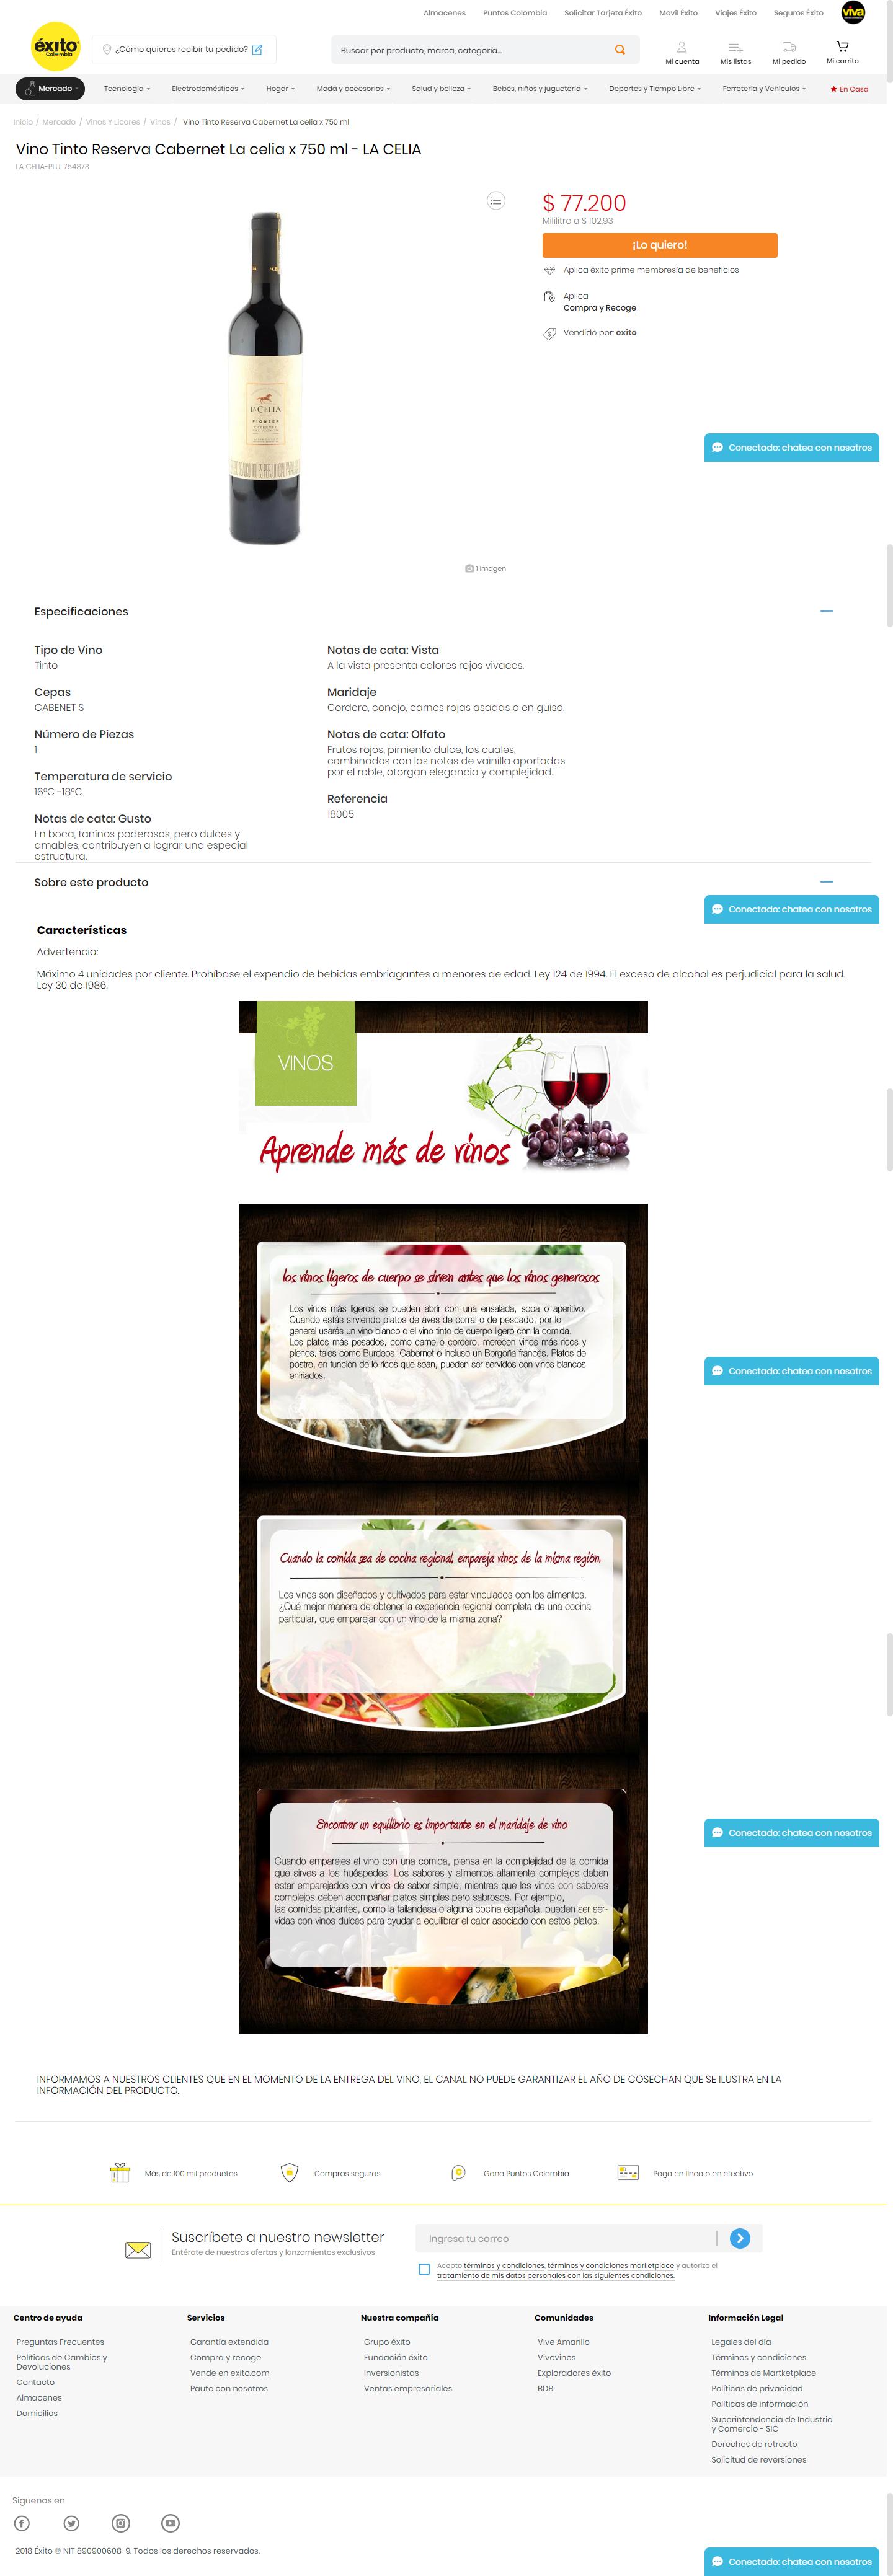 Almacenes Puntos Colombia Solicitar Tarjeta Éxito Movil Éxito Viajes Éxito Seguros Éxito viva
éxito
Colombia
¿Cómo quieres recibir tu pedido?
Buscar por producto, marca, categoría...
Mi cuenta Mis listas Mi pedido Mi carrito
Mercado Tecnología Electrodomésticos Hogar Moda y accesorios Salud y belleza Bebés, niños y juguetería Deportes y Tiempo Libre Ferretería y Vehículos En Casa
Inicio / Mercado / Vinos Y Licores / Vinos / Vino Tinto Reserva Cabernet La celia x 750 ml
Vino Tinto Reserva Cabernet La celia x 750 ml - LA CELIA
LA CELIA-PLU: 754873
$ 77.200
Mililitro a $ 102,93
¡Lo quiero!
Aplica éxito prime membresía de beneficios
Aplica
Compra y Recoge
Vendido por: exito
LA CELIA
PIONEER
Conectado: chatea con nosotros
1 Imagen
Especificaciones
Tipo de Vino
Tinto
Cepas
CABENET S
Número de Piezas
1
Temperatura de servicio
16ºC -18ºC
Notas de cata: Gusto
En boca, taninos poderosos, pero dulces y
amables, contribuyen a lograr una especial
estructura.
Notas de cata: Vista
A la vista presenta colores rojos vivaces.
Maridaje
Cordero, conejo, carnes rojas asadas o en guiso.
Notas de cata: Olfato
Frutos rojos, pimiento dulce, los cuales,
combinados con las notas de vainilla aportadas
por el roble, otorgan elegancia y complejidad.
Referencia
18005
Sobre este producto
Conectado: chatea con nosotros
Características
Advertencia:
Máximo 4 unidades por cliente. Prohíbase el expendio de bebidas embriagantes a menores de edad. Ley 124 de 1994. El exceso de alcohol es perjudicial para la salud.
Ley 30 de 1986.
VINOS
Aprende más de vinos
los vinos ligeros de cuerpo se sirven antes que los vinos generosos
Los vinos más ligeros se pueden abrir con una ensalada, sopa o aperitivo.
Cuando estás sirviendo platos de aves de corral o de pescado, por lo
general usarás un vino blanco o el vino tinto de cuerpo ligero con la comida.
Los platos más pesados, como carne o cordero, merecen vinos más ricos y
plenos, tales como Burdeos, Cabernet o incluso un Borgoña francés. Platos de
postre, en función de lo ricos que sean, pueden ser servidos con vinos blancos
enfriados.
Conectado: chatea con nosotros
Cuando la comida sea de cocina regional, empareja vinos de la misma región.
Los vinos son diseñados y cultivados para estar vinculados con los alimentos.
¿Qué mejor manera de obtener la experiencia regional completa de una cocina
particular, que emparejar con un vino de la misma zona?
Encontrar un equilibrio es importante en el maridaje de vino
Cuando emparejes el vino con una comida, piensa en la complejidad de la comida
que sirves a los huéspedes. Los sabores y alimentos altamente complejos deben
estar emparejados con vinos de sabor simple, mientras que los vinos con sabores
complejos deben acompañar platos simples pero sabrosos. Por ejemplo,
las comidas picantes, como la tailandesa o alguna cocina española, pueden ser ser-
vidas con vinos dulces para ayudar a equilibrar el calor asociado con estos platos.
Conectado: chatea con nosotros
INFORMAMOS A NUESTROS CLIENTES QUE EN EL MOMENTO DE LA ENTREGA DEL VINO, EL CANAL NO PUEDE GARANTIZAR EL AÑO DE COSECHAN QUE SE ILUSTRA EN LA
INFORMACIÓN DEL PRODUCTO.
Más de 100 mil productos Compras seguras Gana Puntos Colombia Paga en línea o en efectivo
Suscríbete a nuestro newsletter
Entérate de nuestras ofertas y lanzamientos exclusivos
Ingresa tu correo
Acepto términos y condiciones, términos y condiciones marketplace y autorizo el
tratamiento de mis datos personales con las siguientes condiciones.
Centro de ayuda
Preguntas Frecuentes
Políticas de Cambios y
Devoluciones
Contacto
Almacenes
Domicilios
Servicios
Garantía extendida
Compra y recoge
Vende en exito.com
Paute con nosotros
Nuestra compañía
Grupo éxito
Fundación éxito
Inversionistas
Ventas empresariales
Comunidades
Vive Amarillo
Vivevinos
Exploradores éxito
BDB
Información Legal
Legales del día
Términos y condiciones
Términos de Martketplace
Políticas de privacidad
Políticas de información
Superintendencia de Industria
y Comercio - SIC
Derechos de retracto
Solicitud de reversiones
Siguenos en
2018 Éxito ® NIT 890900608-9. Todos los derechos reservados.
Conectado: chatea con nosotros